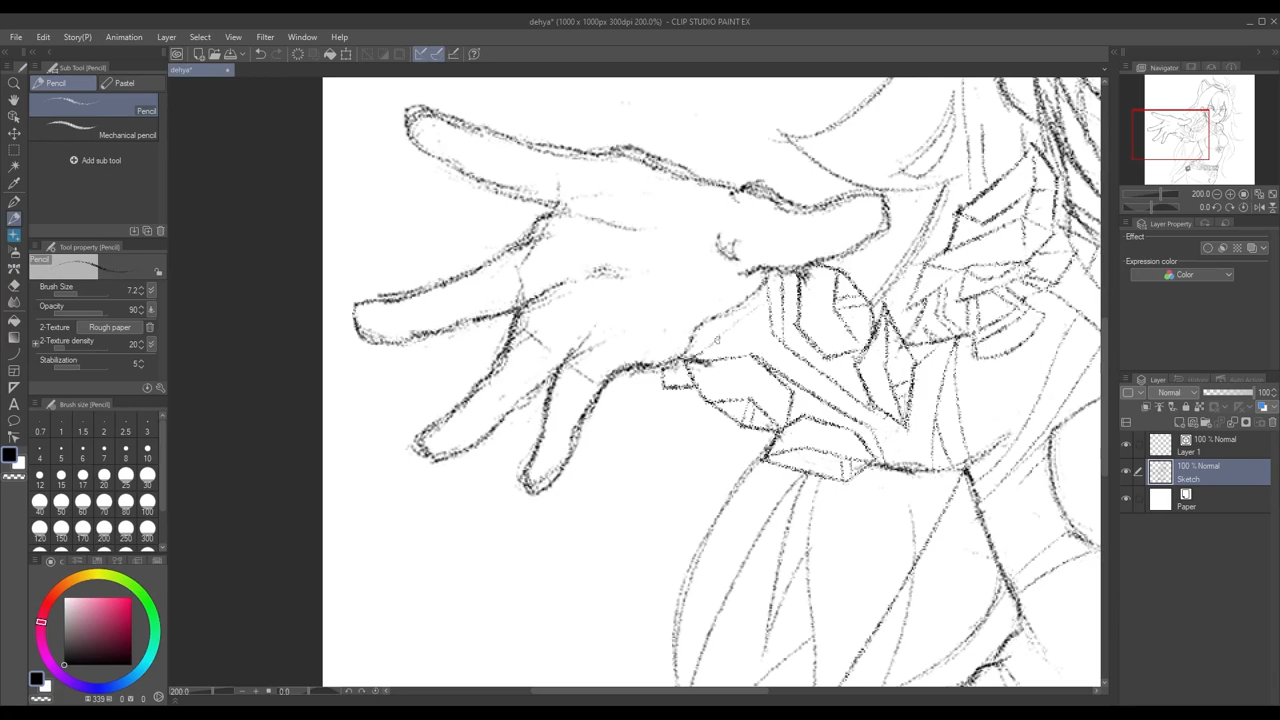 dehya* (1000 x 1000px 300dpi 200.0%) - CLIP STUDIO PAINT EX
File Edit Story(P) Animation Layer Select View Filter Window Help
Sub Tool [Pencil]
Pencil Pastel
Pencil
Mechanical pencil
Add sub tool
Tool property [Pencil]
Pencil
Brush Size 7.2
Opacity 90
2-Texture Rough paper
2-Texture density 20
Stabilization 5
Brush size [Pencil]
0.7 1 1.5 2 2.5 3
4 5 6 7 8 10
12 15 17 20 25 30
40 50 60 70 80 100
120 150 170 200 250 300
339 0 0
dehya*
200.0 0.0
Navigator
200.0
0.0
Layer Property
Effect
Expression color
Color
Layer
Normal 100
100 % Normal
Layer 1
100 % Normal
Sketch
Paper